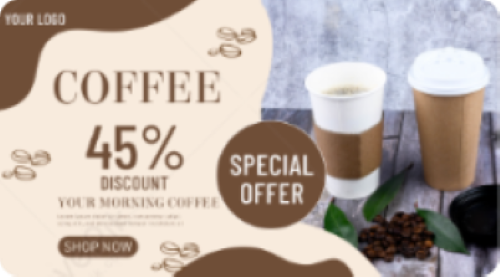 YOUR LOGO
COFFEE
45%
DISCOUNT
YOUR MORNING COFFEE
SHOP NOW
SPECIAL
OFFER